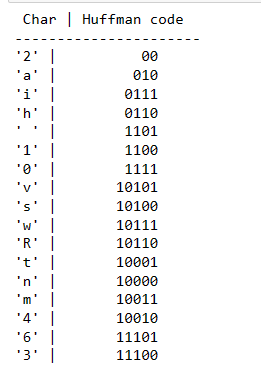 Char | Huffman code
----------------------
'2' | 00
'a' | 010
'i' | 0111
'h' | 0110
' ' | 1101
'1' | 1100
'0' | 1111
'v' | 10101
's' | 10100
'w' | 10111
'R' | 10110
't' | 10001
'n' | 10000
'm' | 10011
'4' | 10010
'6' | 11101
'3' | 11100